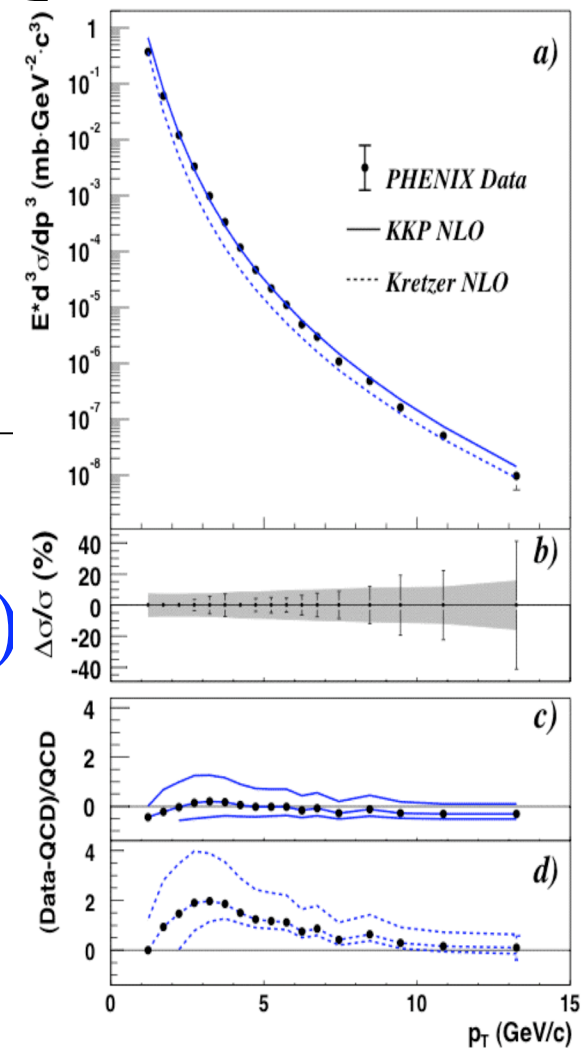 a)
E*d³σ/dp³ (mb·GeV⁻²·c³)
1
10⁻¹
10⁻²
10⁻³
10⁻⁴
10⁻⁵
10⁻⁶
10⁻⁷
10⁻⁸
PHENIX Data
KKP NLO
Kretzer NLO
b)
Δσ/σ (%)
40
20
0
-20
-40
c)
(Data-QCD)/QCD
4
2
0
d)
4
2
0
0 5 10 15
p_T (GeV/c)